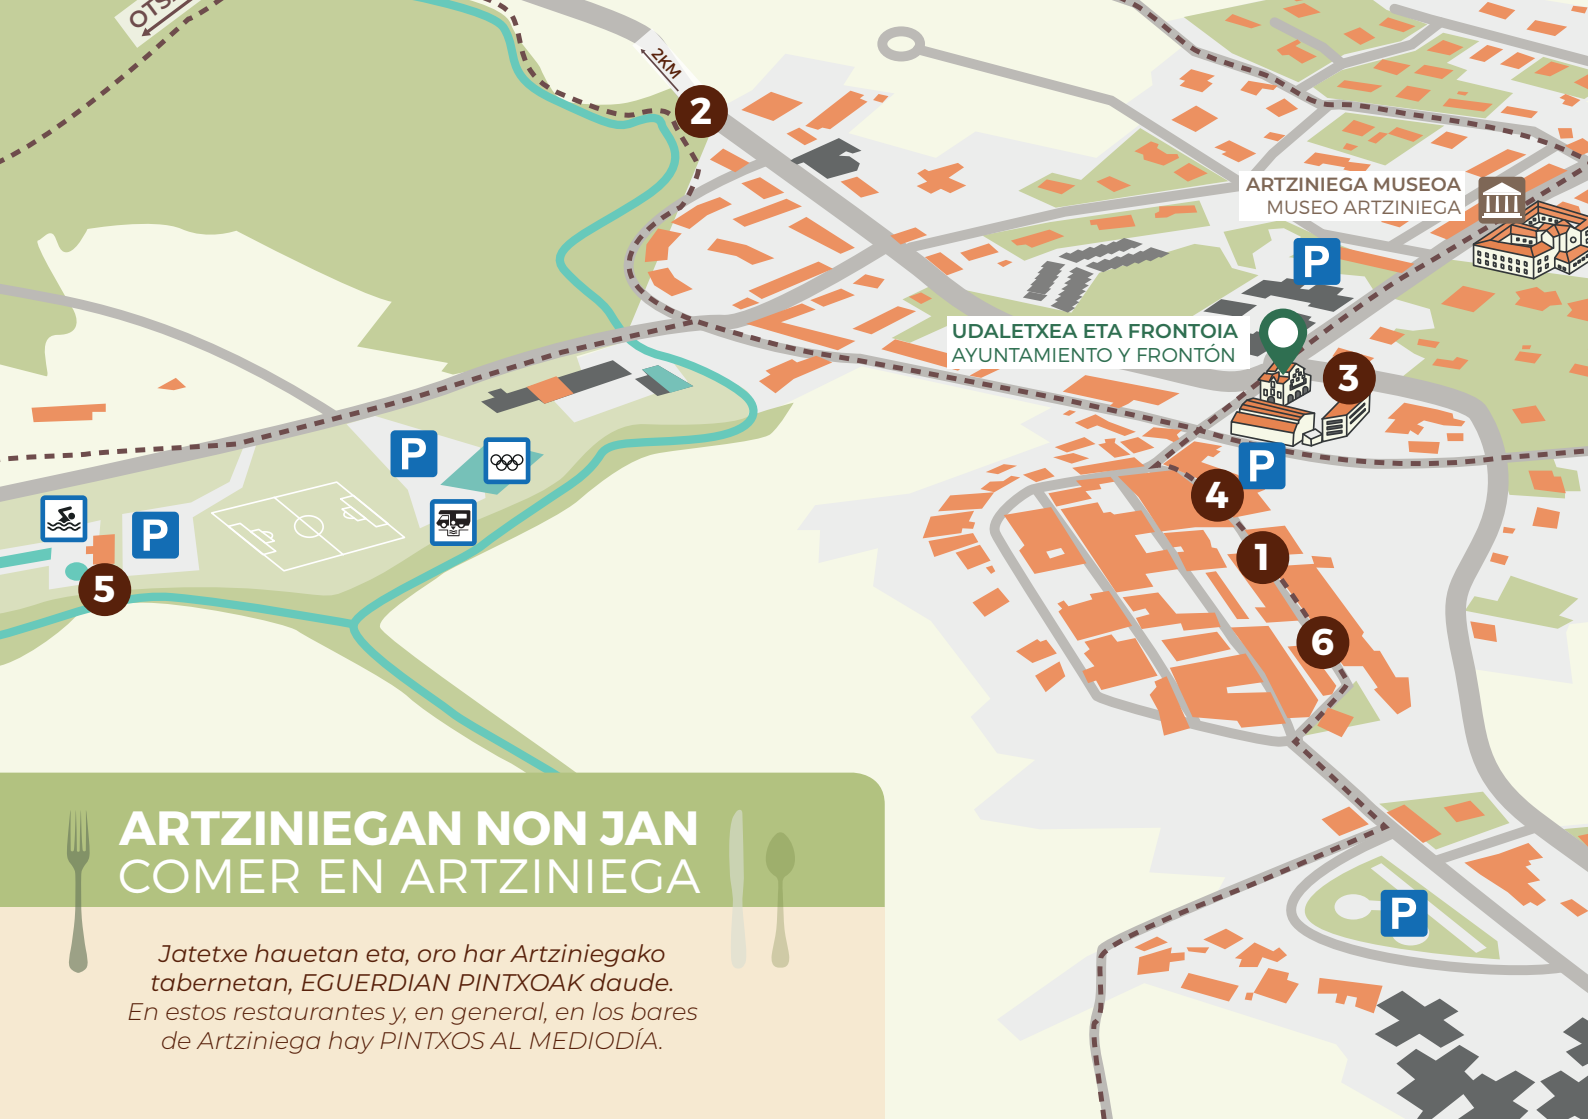 2KM
2
ARTZINIEGA MUSEOA
MUSEO ARTZINIEGA
P
UDALETXEA ETA FRONTOIA
AYUNTAMIENTO Y FRONTÓN
3
P
P
4
P
1
5
6
ARTZINIEGAN NON JAN
COMER EN ARTZINIEGA
P
Jatetxe hauetan eta, oro har Artziniegako
tabernetan, EGUERDIAN PINTXOAK daude.
En estos restaurantes y, en general, en los bares
de Artziniega hay PINTXOS AL MEDIODÍA.